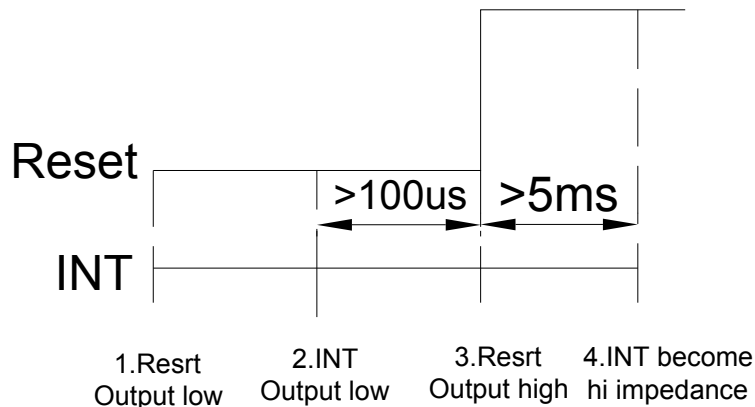 Reset
>100us
>5ms
INT
1.Resrt
Output low
2.INT
Output low
3.Resrt
Output high
4.INT become
hi impedance